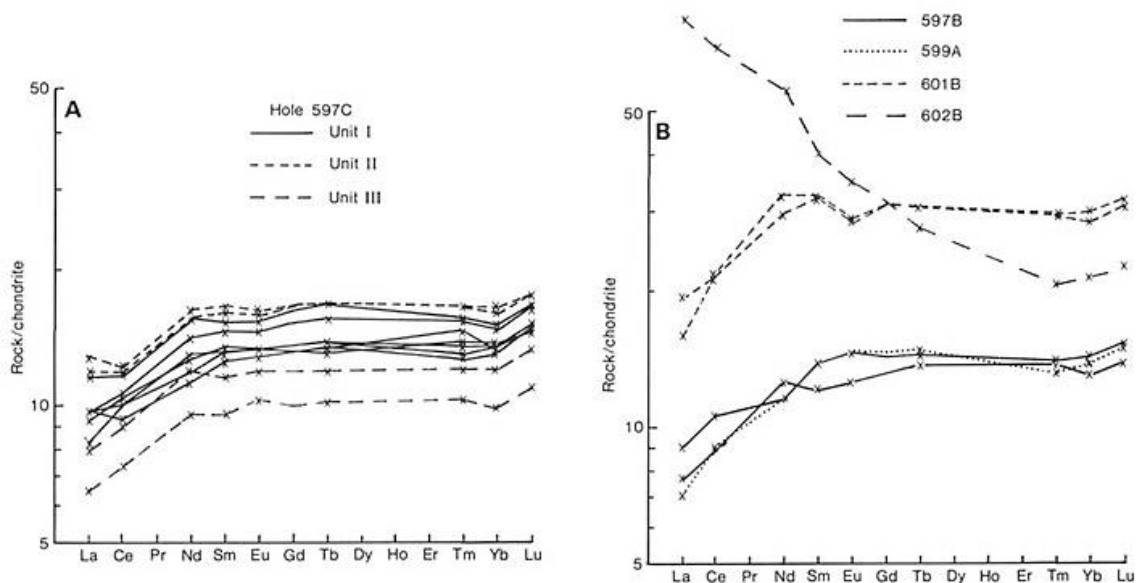 50
A
Hole 597C
Unit I
Unit II
Unit III
Rock/chondrite
10
5
La Ce Pr Nd Sm Eu Gd Tb Dy Ho Er Tm Yb Lu
597B
599A
601B
602B
50
B
Rock/chondrite
10
5
La Ce Pr Nd Sm Eu Gd Tb Dy Ho Er Tm Yb Lu